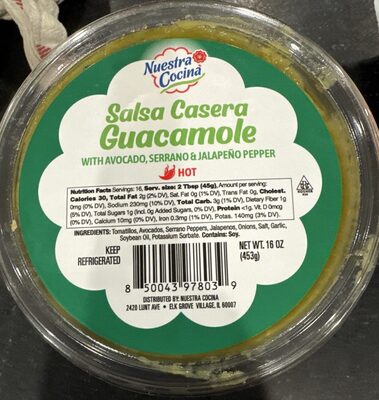 Nuestra
Cocina
Salsa Casera
Guacamole
WITH AVOCADO, SERRANO & JALAPEÑO PEPPER
HOT
Nutrition Facts Servings: 16, Serv. size: 2 Tbsp (45g), Amount per serving:
Calories 30, Total Fat 2g (2% DV), Sat. Fat 0g (1% DV), Trans Fat 0g, Cholest.
0mg (0% DV), Sodium 230mg (10% DV), Total Carb. 3g (1% DV), Dietary Fiber 1g
(5% DV), Total Sugars 1g (Incl. 0g Added Sugars, 0% DV), Protein <1g, Vit. D 0mcg
(0% DV), Calcium 10mg (0% DV), Iron 0.3mg (1% DV), Potas. 140mg (3% DV).
INGREDIENTS: Tomatillos, Avocados, Serrano Peppers, Jalapenos, Onions, Salt, Garlic,
Soybean Oil, Potassium Sorbate. Contains: Soy.
KEEP
REFRIGERATED
NET WT. 16 OZ
(453g)
8 50043 97803 9
DISTRIBUTED BY: NUESTRA COCINA
2420 LUNT AVE • ELK GROVE VILLAGE, IL 60007